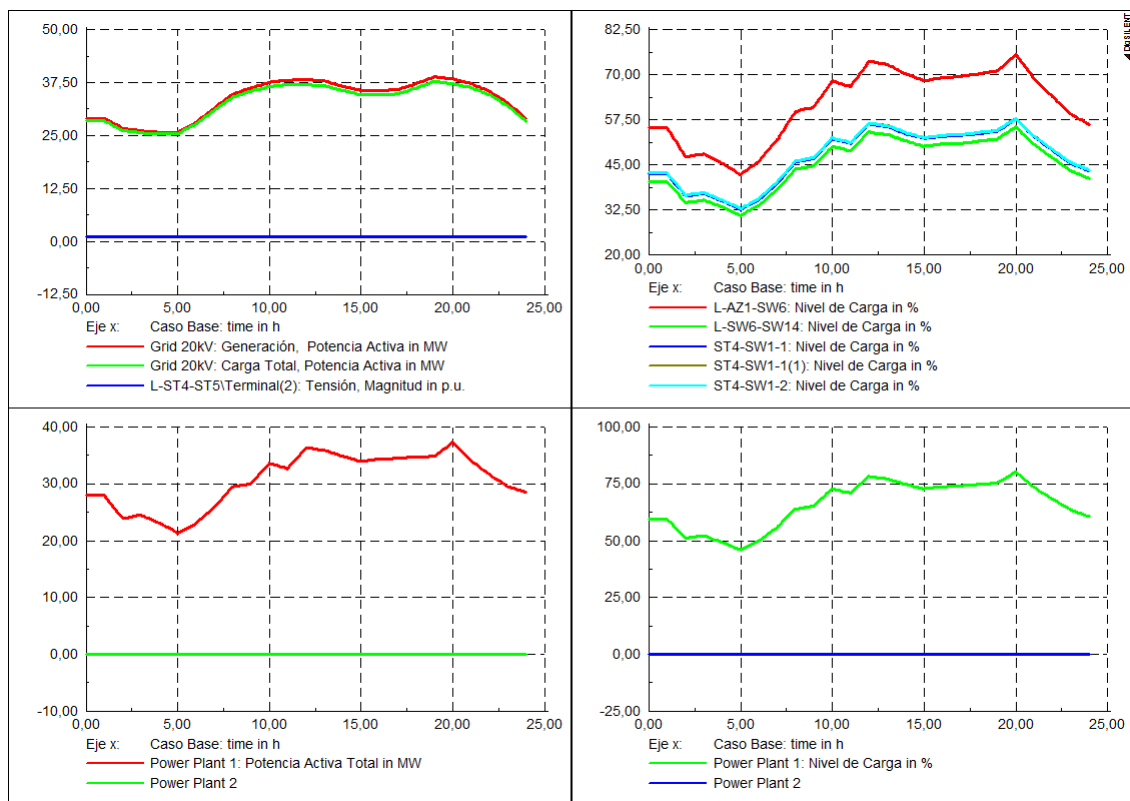 50,00
37,50
25,00
12,50
0,00
-12,50
0,00 5,00 10,00 15,00 20,00 25,00
Eje x: Caso Base: time in h
Grid 20kV: Generación, Potencia Activa in MW
Grid 20kV: Carga Total, Potencia Activa in MW
L-ST4-ST5\Terminal(2): Tensión, Magnitud in p.u.
DIgSILENT
82,50
70,00
57,50
45,00
32,50
20,00
0,00 5,00 10,00 15,00 20,00 25,00
Eje x: Caso Base: time in h
L-AZ1-SW6: Nivel de Carga in %
L-SW6-SW14: Nivel de Carga in %
ST4-SW1-1: Nivel de Carga in %
ST4-SW1-1(1): Nivel de Carga in %
ST4-SW1-2: Nivel de Carga in %
40,00
30,00
20,00
10,00
0,00
-10,00
0,00 5,00 10,00 15,00 20,00 25,00
Eje x: Caso Base: time in h
Power Plant 1: Potencia Activa Total in MW
Power Plant 2
100,00
75,00
50,00
25,00
0,00
-25,00
0,00 5,00 10,00 15,00 20,00 25,00
Eje x: Caso Base: time in h
Power Plant 1: Nivel de Carga in %
Power Plant 2